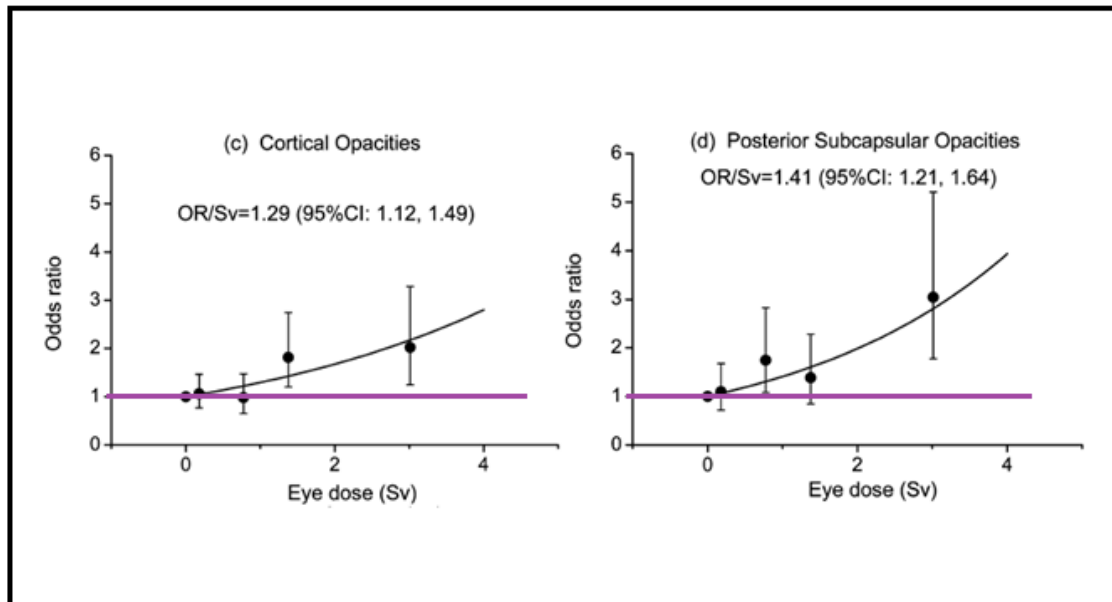 (c) Cortical Opacities
OR/Sv=1.29 (95%CI: 1.12, 1.49)
Odds ratio
6
5
4
3
2
1
0
0 2 4
Eye dose (Sv)
(d) Posterior Subcapsular Opacities
OR/Sv=1.41 (95%CI: 1.21, 1.64)
Odds ratio
6
5
4
3
2
1
0
0 2 4
Eye dose (Sv)